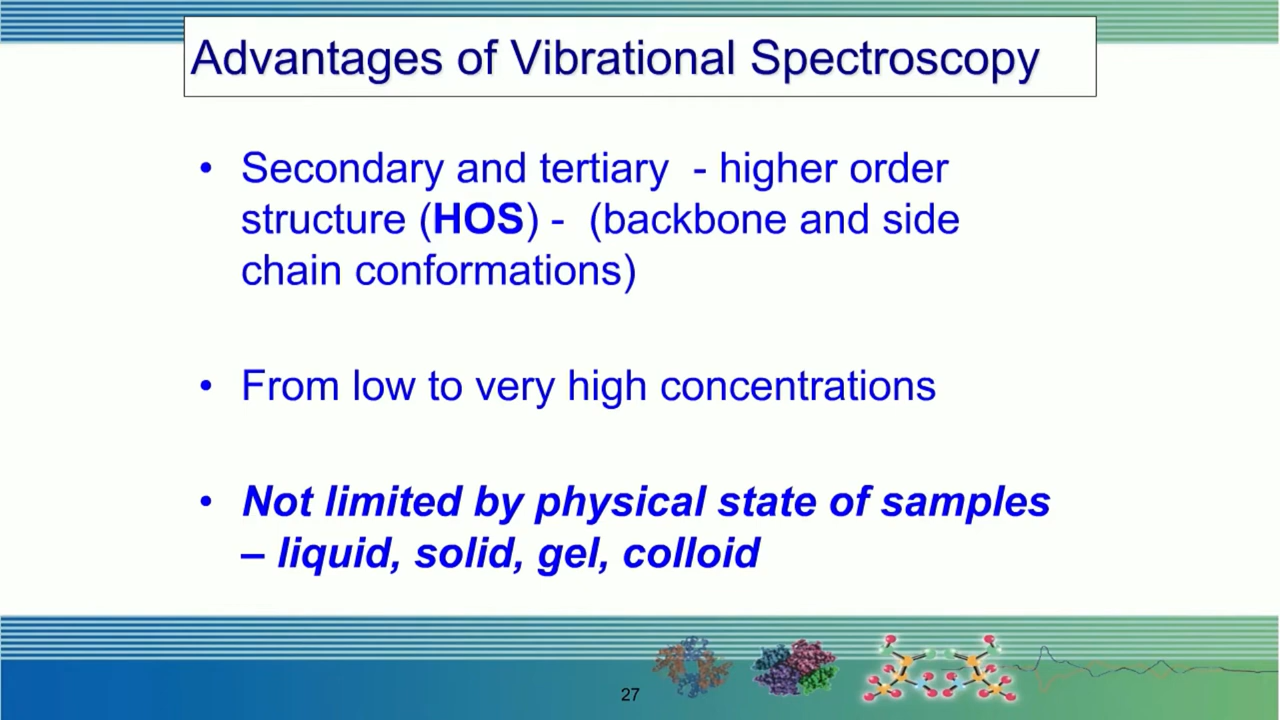 Advantages of Vibrational Spectroscopy
• Secondary and tertiary - higher order
structure (HOS) - (backbone and side
chain conformations)
• From low to very high concentrations
• Not limited by physical state of samples
– liquid, solid, gel, colloid
27